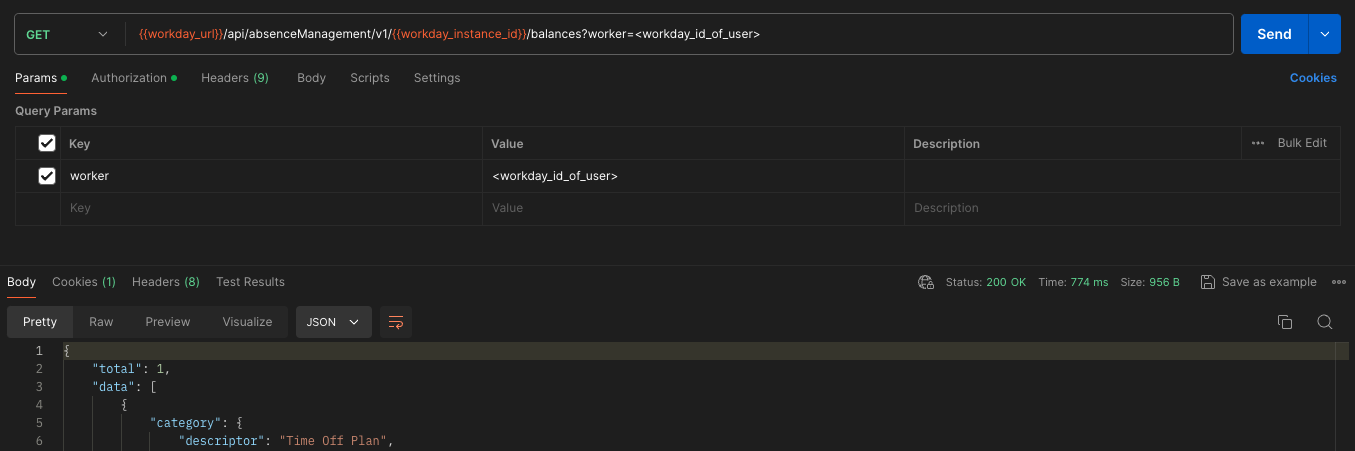 GET {{workday_url}}/api/absenceManagement/v1/{{workday_instance_id}}/balances?worker=<workday_id_of_user> Send
Params Authorization Headers (9) Body Scripts Settings Cookies
Query Params
Key Value Description Bulk Edit
worker <workday_id_of_user>
Key Value Description
Body Cookies (1) Headers (8) Test Results Status: 200 OK Time: 774 ms Size: 956 B Save as example
Pretty Raw Preview Visualize JSON
1 {
2 "total": 1,
3 "data": [
4 {
5 "category": {
6 "descriptor": "Time Off Plan",